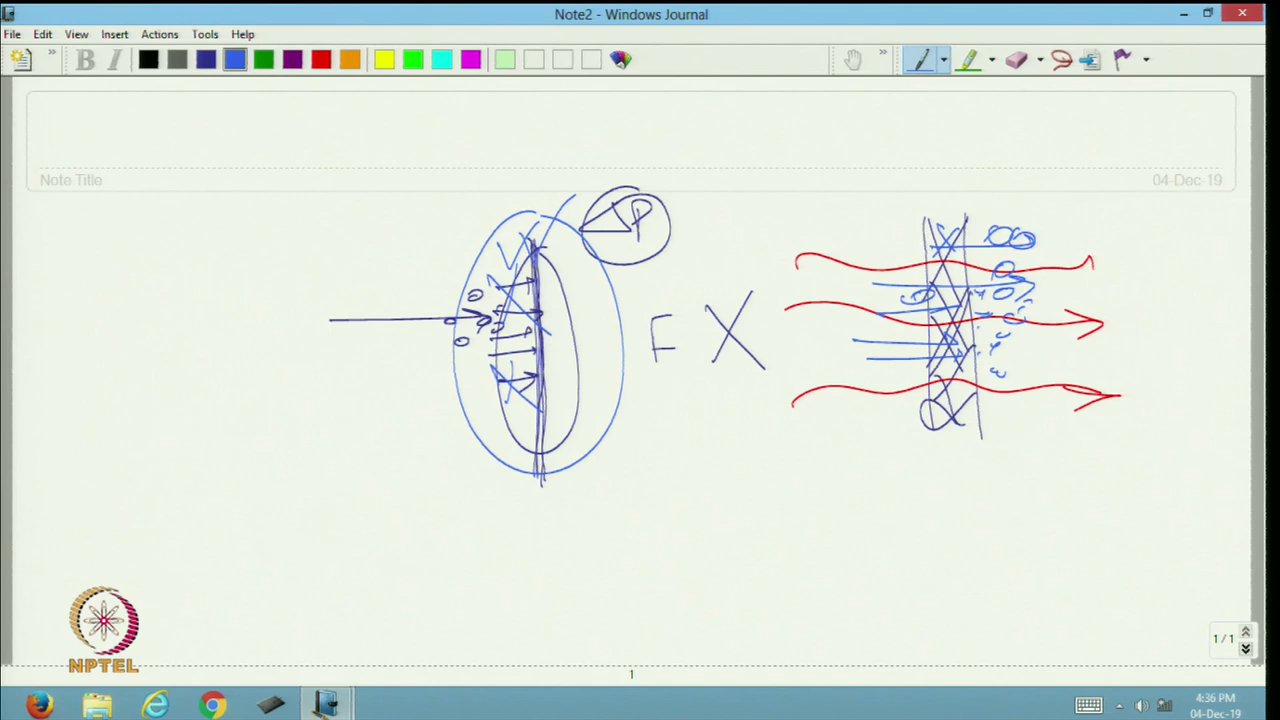 Note2 - Windows Journal
File Edit View Insert Actions Tools Help
B I
Note Title
04-Dec-19
ΔP
F X
α
NPTEL
1 / 1
1
4:36 PM
04-Dec-19